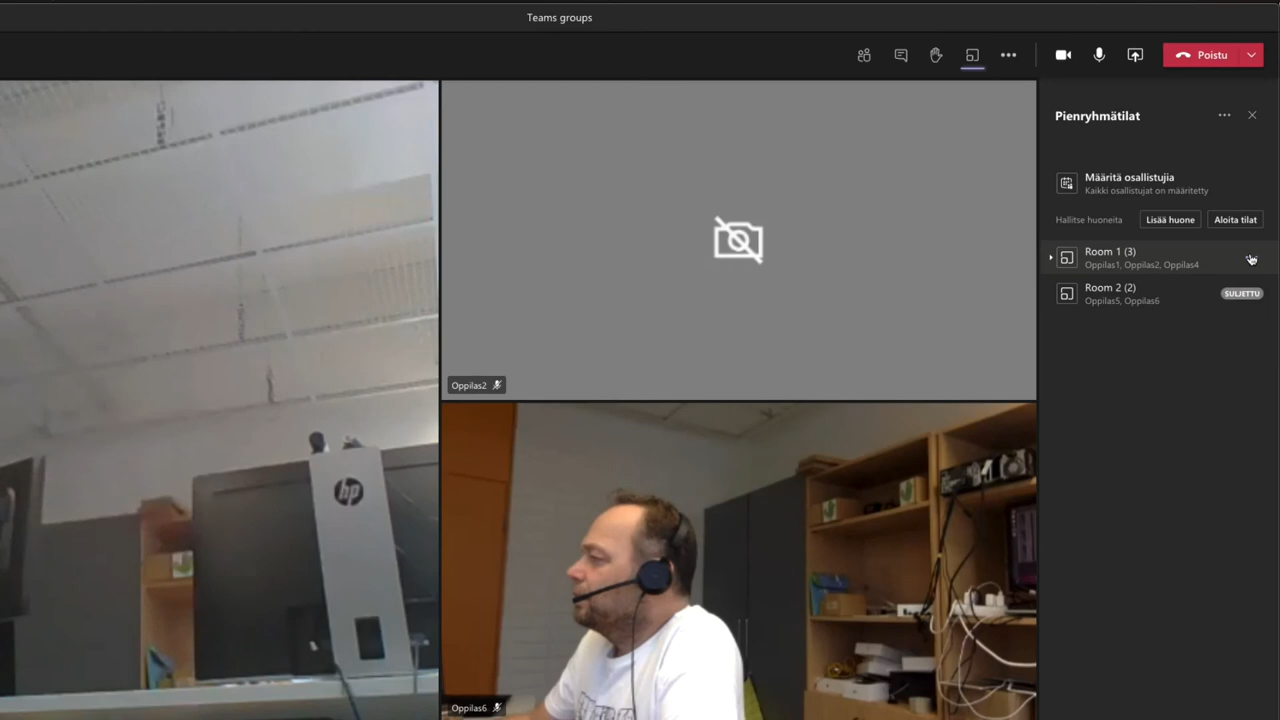 Teams groups
Poistu
Pienryhmätilat
Määritä osallistujia
Kaikki osallistujat on määritetty
Hallitse huoneita
Lisää huone
Aloita tilat
Room 1 (3)
Oppilas1, Oppilas2, Oppilas4
Room 2 (2)
Oppilas5, Oppilas6
SULJETTU
Oppilas2
hp
Oppilas6